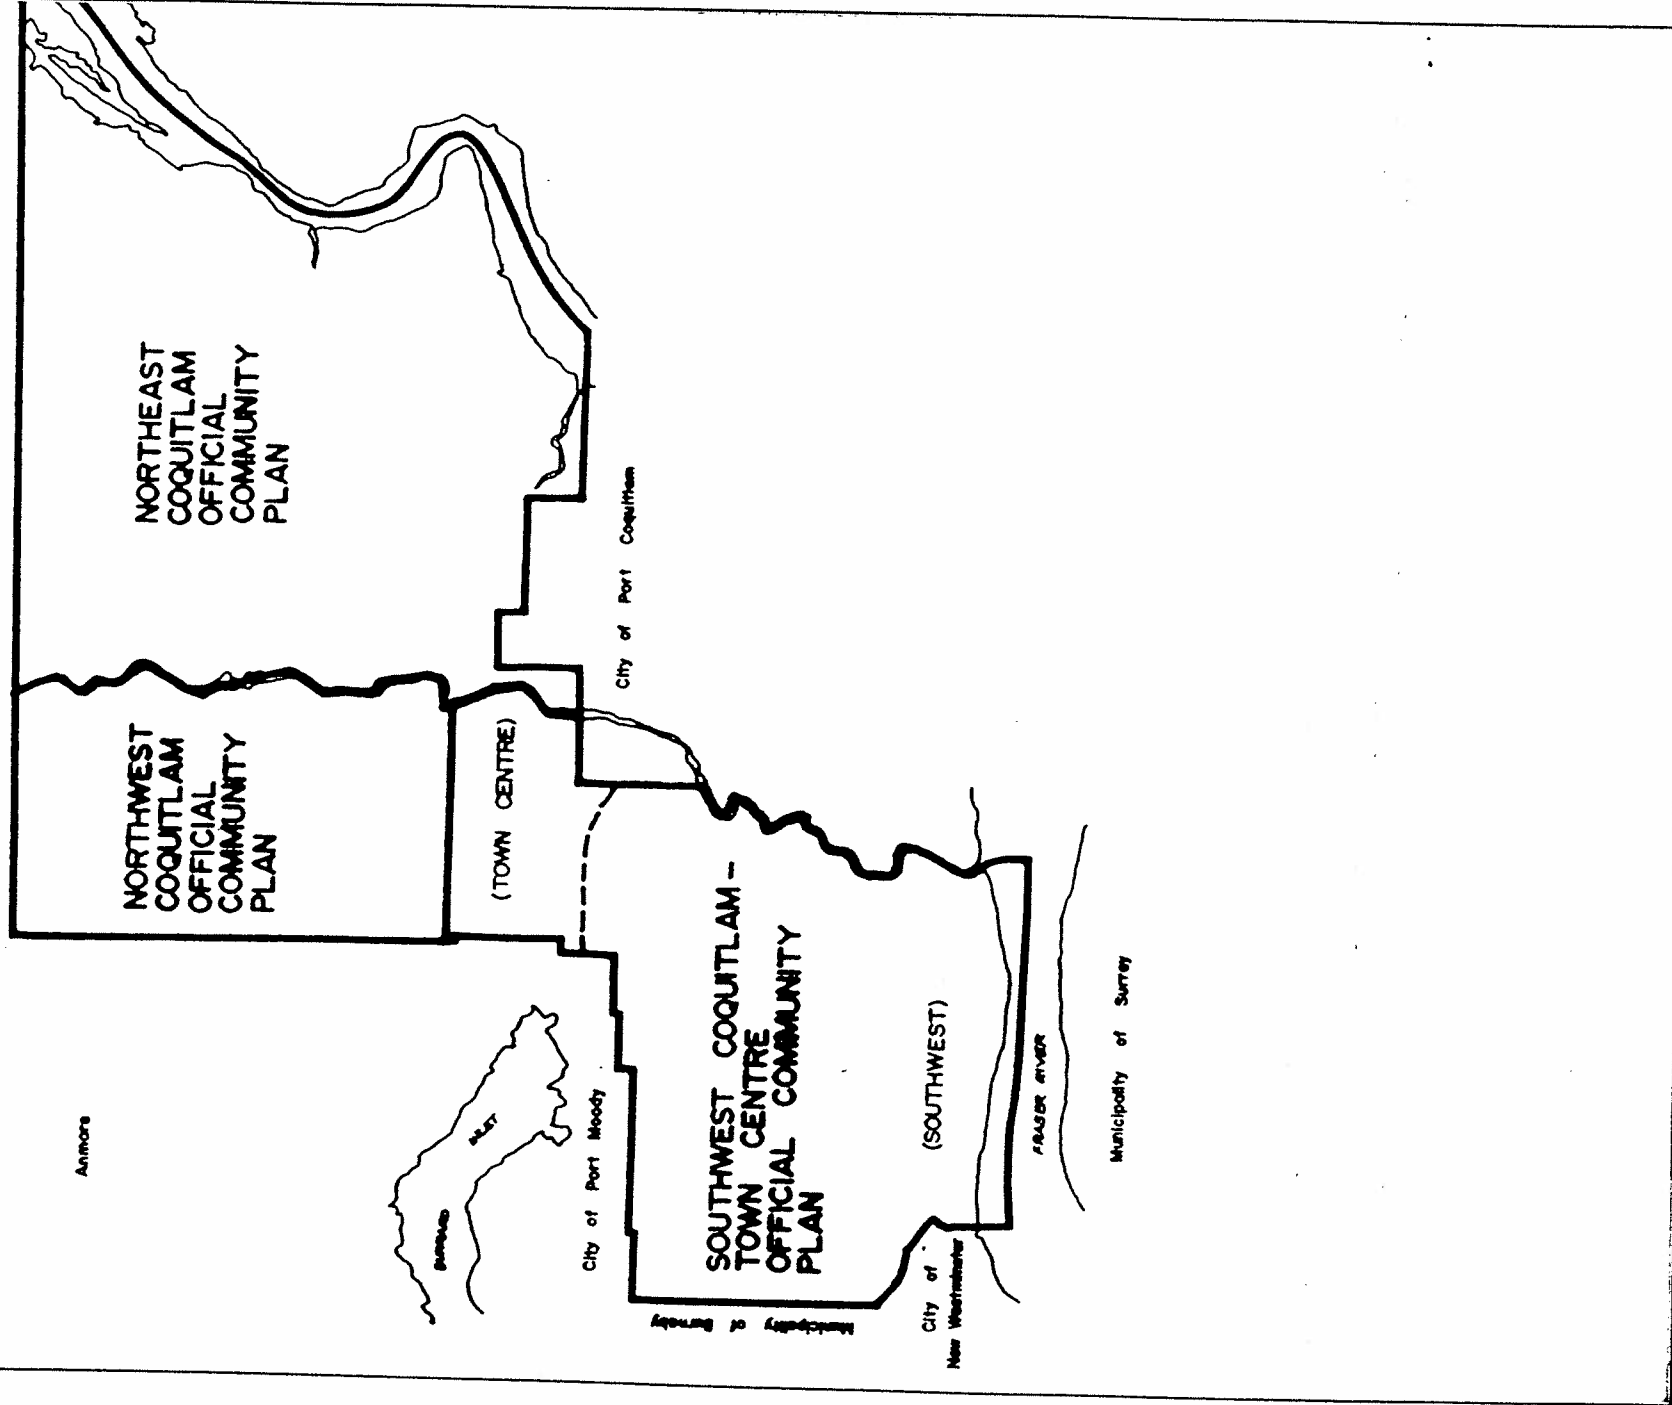 NORTHEAST
COQUITLAM
OFFICIAL
COMMUNITY
PLAN
NORTHWEST
COQUITLAM
OFFICIAL
COMMUNITY
PLAN
(TOWN CENTRE)
City of Port Coquitlam
Anmore
BURRARD
INLET
City of Port Moody
SOUTHWEST COQUITLAM-
TOWN CENTRE
OFFICIAL COMMUNITY
PLAN
(SOUTHWEST)
Municipality of Burnaby
City of
New Westminster
FRASER RIVER
Municipality of Surrey